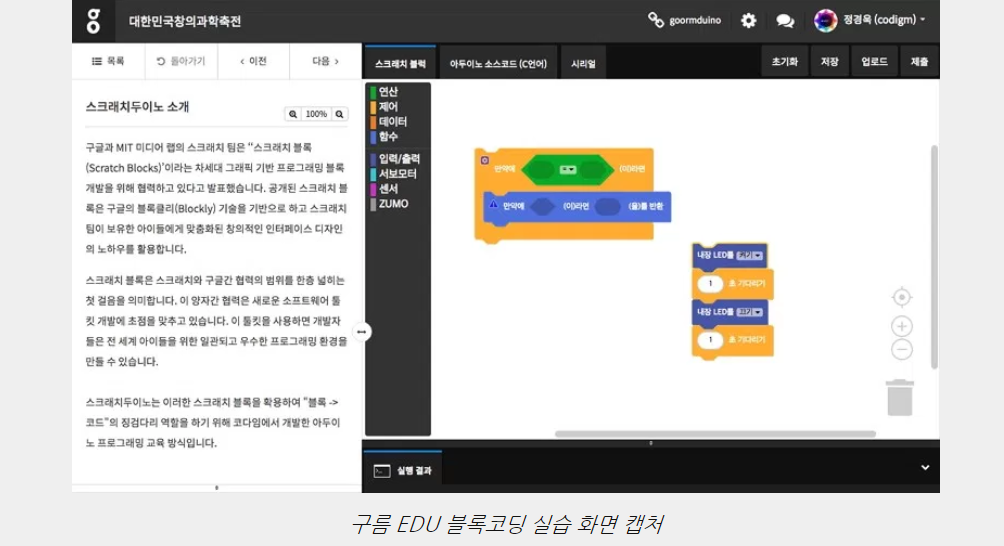 대한민국창의과학축전
goormduino
정경욱 (codigm)
목록
돌아가기
이전
다음
스크래치 블럭
아두이노 소스코드 (C언어)
시리얼
초기화
저장
업로드
제출
스크래치두이노 소개
100%
구글과 MIT 미디어 랩의 스크래치 팀은 "스크래치 블록
(Scratch Blocks)'이라는 차세대 그래픽 기반 프로그래밍 블록
개발을 위해 협력하고 있다고 발표했습니다. 공개된 스크래치 블
록은 구글의 블록클리(Blockly) 기술을 기반으로 하고 스크래치
팀이 보유한 아이들에게 맞춤화된 창의적인 인터페이스 디자인
의 노하우를 활용합니다.
스크래치 블록은 스크래치와 구글간 협력의 범위를 한층 넓히는
첫 걸음을 의미합니다. 이 양자간 협력은 새로운 소프트웨어 툴
킷 개발에 초점을 맞추고 있습니다. 이 툴킷을 사용하면 개발자
들은 전 세계 아이들을 위한 일관되고 우수한 프로그래밍 환경을
만들 수 있습니다.
스크래치두이노는 이러한 스크래치 블록을 확용하여 "블록 ->
코드"의 징검다리 역할을 하기 위해 코다임에서 개발한 아두이
노 프로그래밍 교육 방식입니다.
연산
제어
데이터
함수
입력/출력
서보모터
센서
ZUMO
만약에 (이)라면
만약에 (이)라면 (을)를 반환
내장 LED를 켜기
1 초 기다리기
내장 LED를 끄기
1 초 기다리기
실행 결과
구름 EDU 블록코딩 실습 화면 캡처